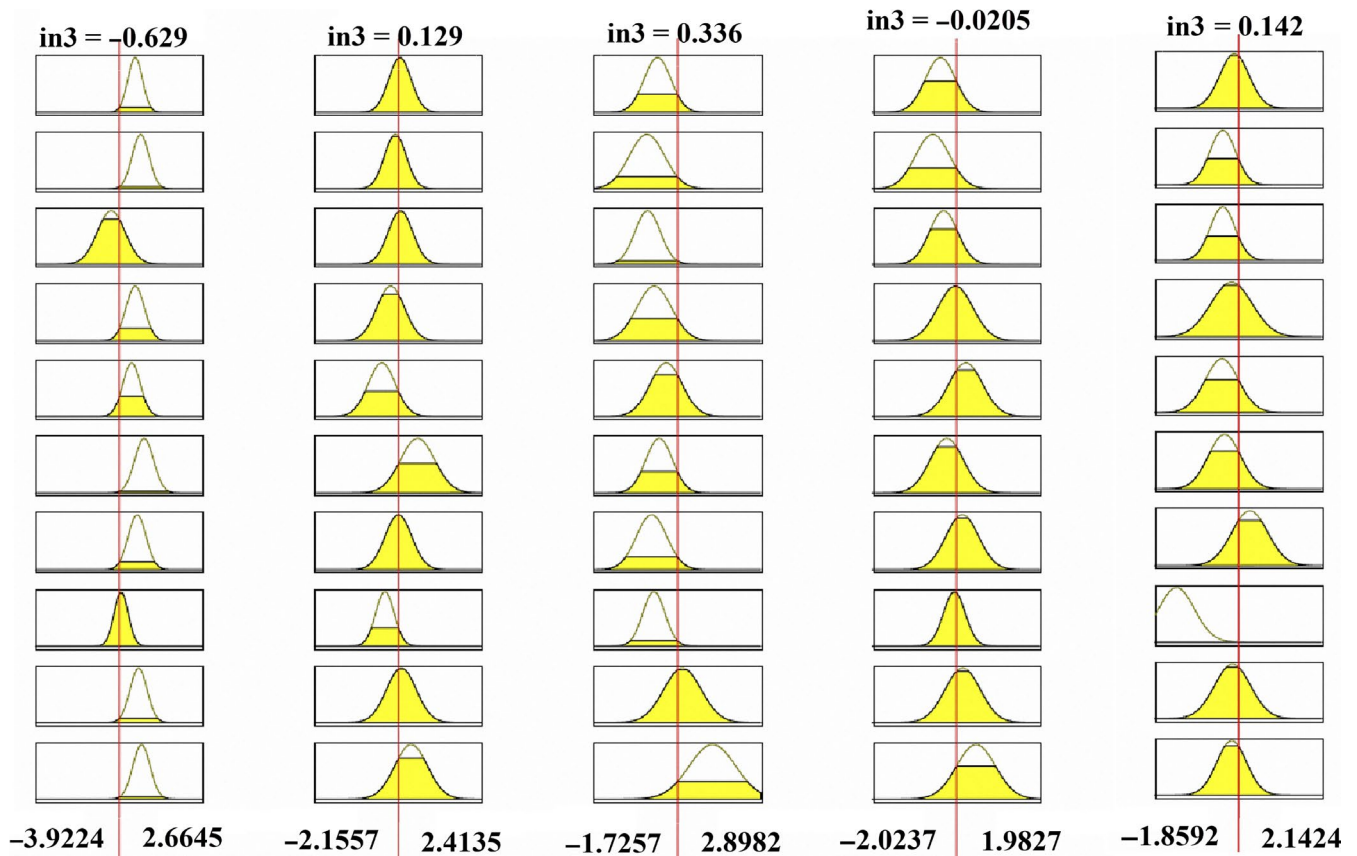 in3 = −0.629 in3 = 0.129 in3 = 0.336 in3 = −0.0205 in3 = 0.142
−3.9224 2.6645 −2.1557 2.4135 −1.7257 2.8982 −2.0237 1.9827 −1.8592 2.1424